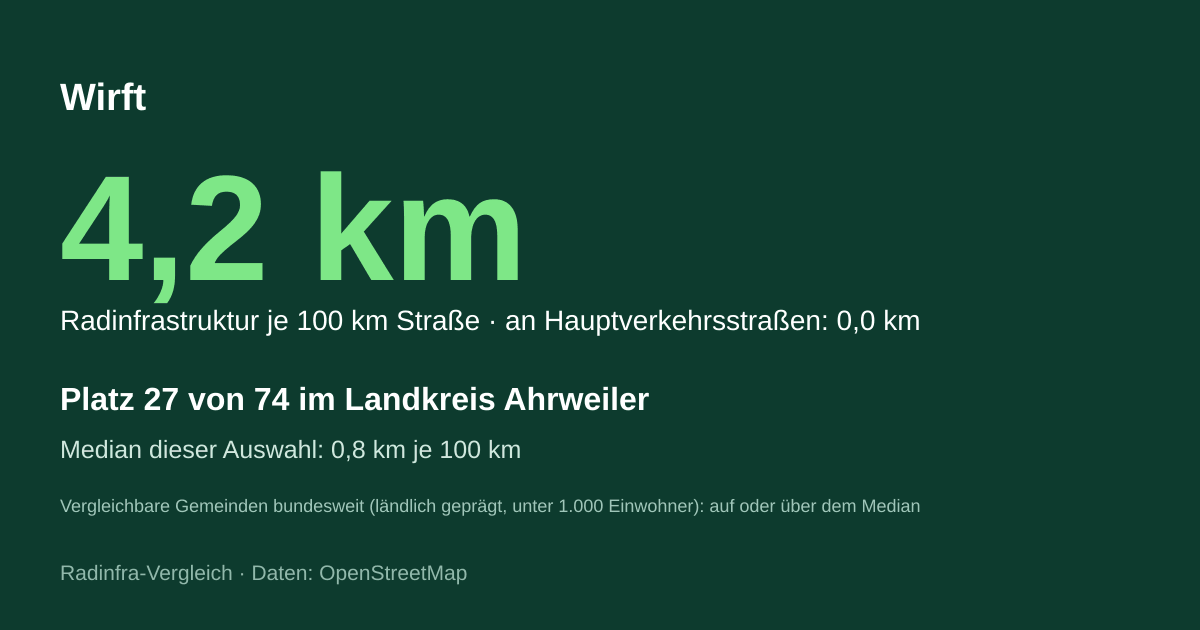 Wirft
4,2 km
Radinfrastruktur je 100 km Straße · an Hauptverkehrsstraßen: 0,0 km
Platz 27 von 74 im Landkreis Ahrweiler
Median dieser Auswahl: 0,8 km je 100 km
Vergleichbare Gemeinden bundesweit (ländlich geprägt, unter 1.000 Einwohner): auf oder über dem Median
Radinfra-Vergleich · Daten: OpenStreetMap